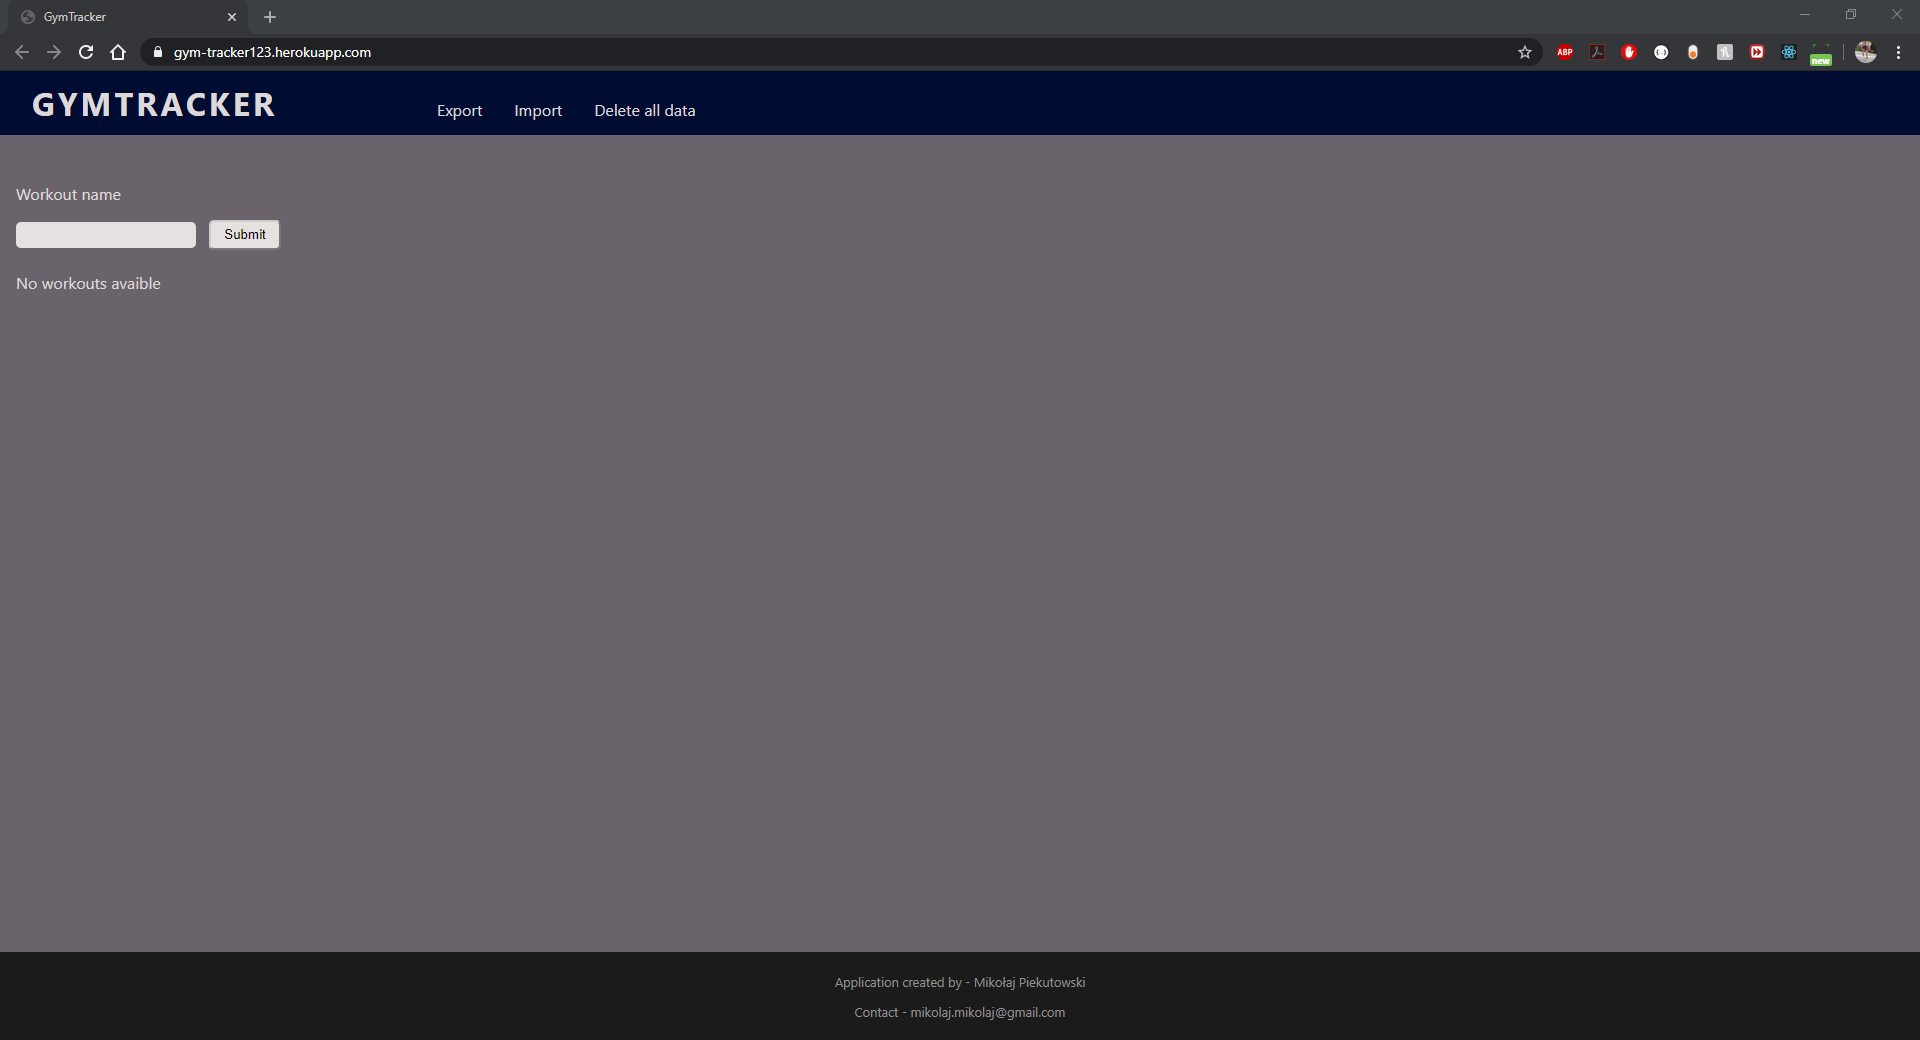 GymTracker
gym-tracker123.herokuapp.com
ABP
new
GYMTRACKER
Export
Import
Delete all data
Workout name
Submit
No workouts avaible
Application created by - Mikołaj Piekutowski
Contact - mikolaj.mikolaj@gmail.com